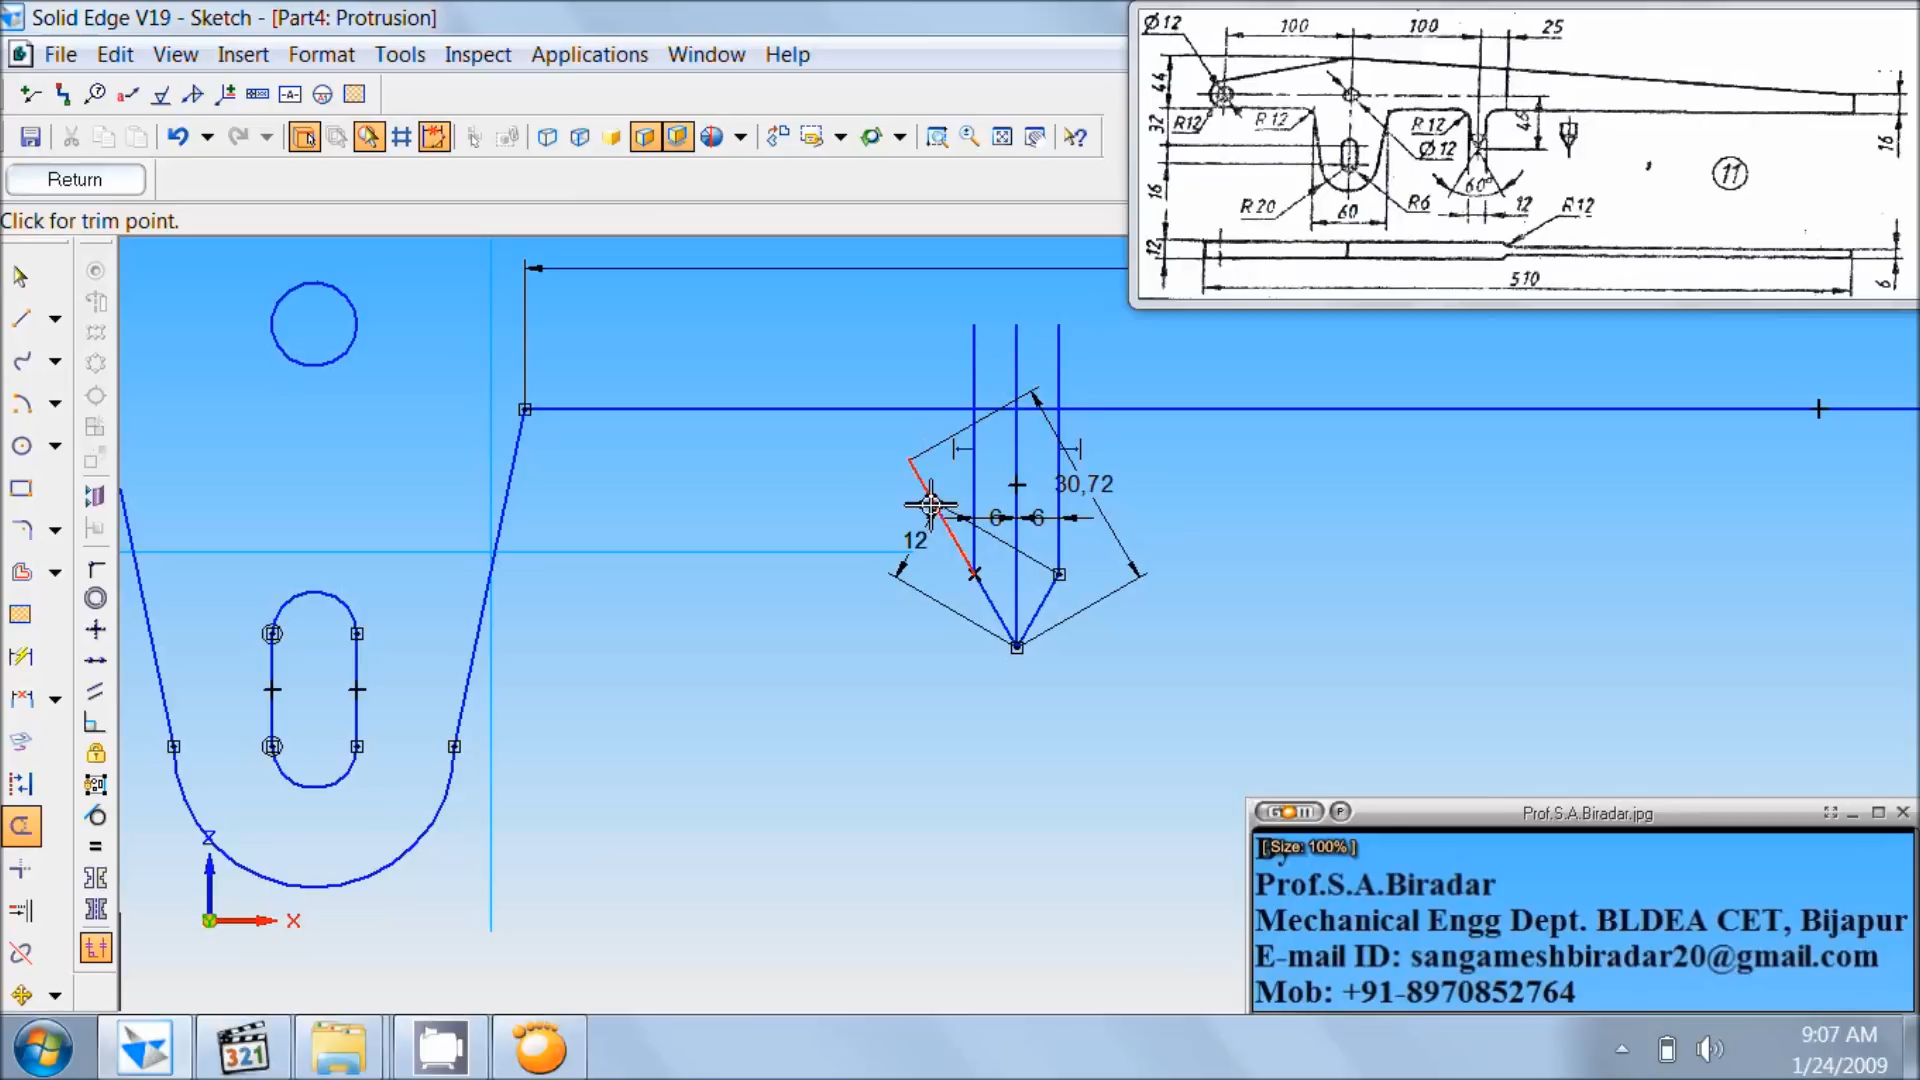 Solid Edge V19 - Sketch - [Part4: Protrusion]
File Edit View Insert Format Tools Inspect Applications Window Help
Return
Click for trim point.
Ø12
100
100
25
44
32
R12
R12
R12
46
Ø12
16
16
11
60°
R20
60
R6
12
R12
12
510
6
30,72
6
6
12
Z
X
Prof.S.A.Biradar.jpg
[ Size: 100% ]
By
Prof.S.A.Biradar
Mechanical Engg Dept. BLDEA CET, Bijapur
E-mail ID: sangameshbiradar20@gmail.com
Mob: +91-8970852764
321
9:07 AM
1/24/2009